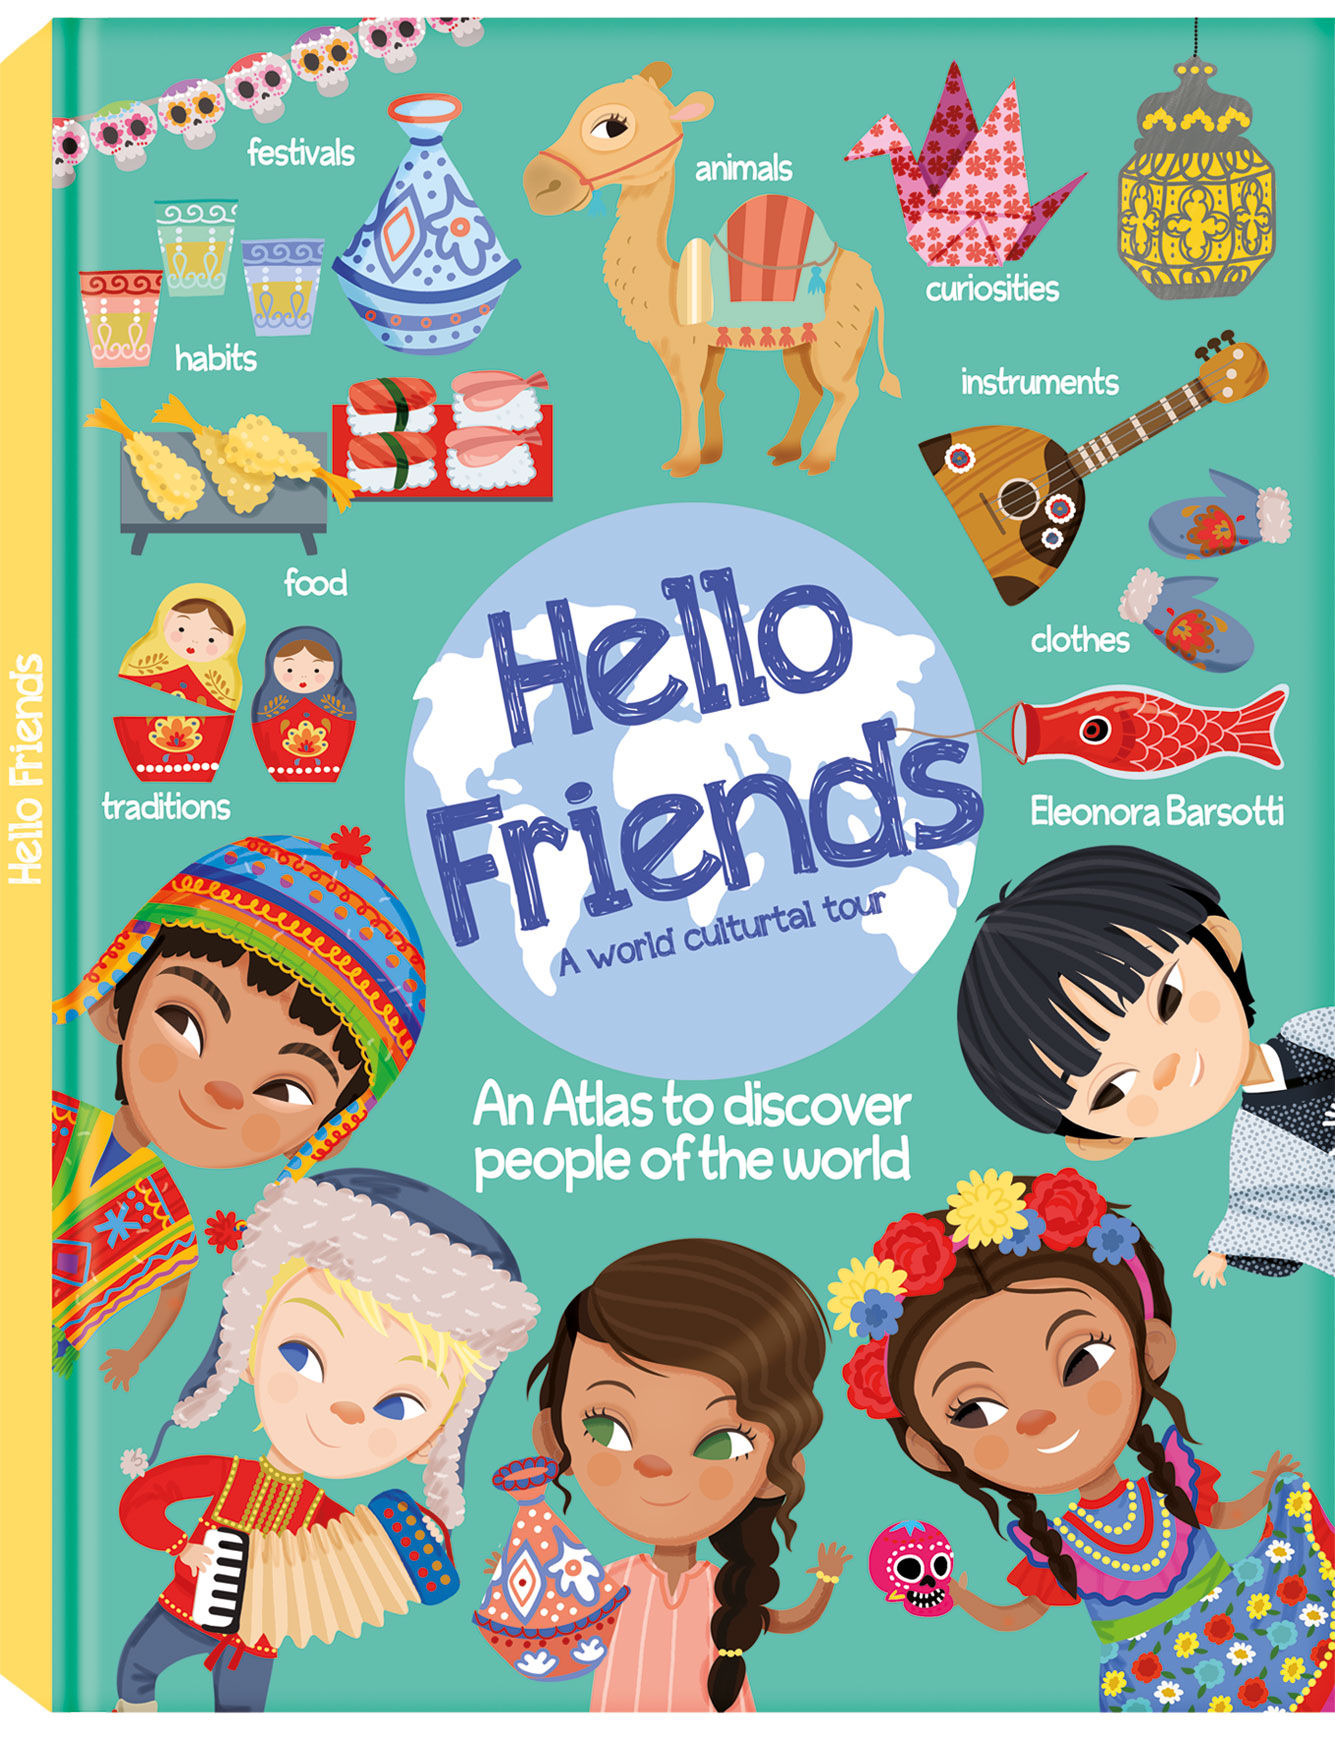 Hello Friends
festivals
animals
curiosities
habits
instruments
food
clothes
Hello
Friends
A world culturtal tour
traditions
Eleonora Barsotti
An Atlas to discover
people of the world